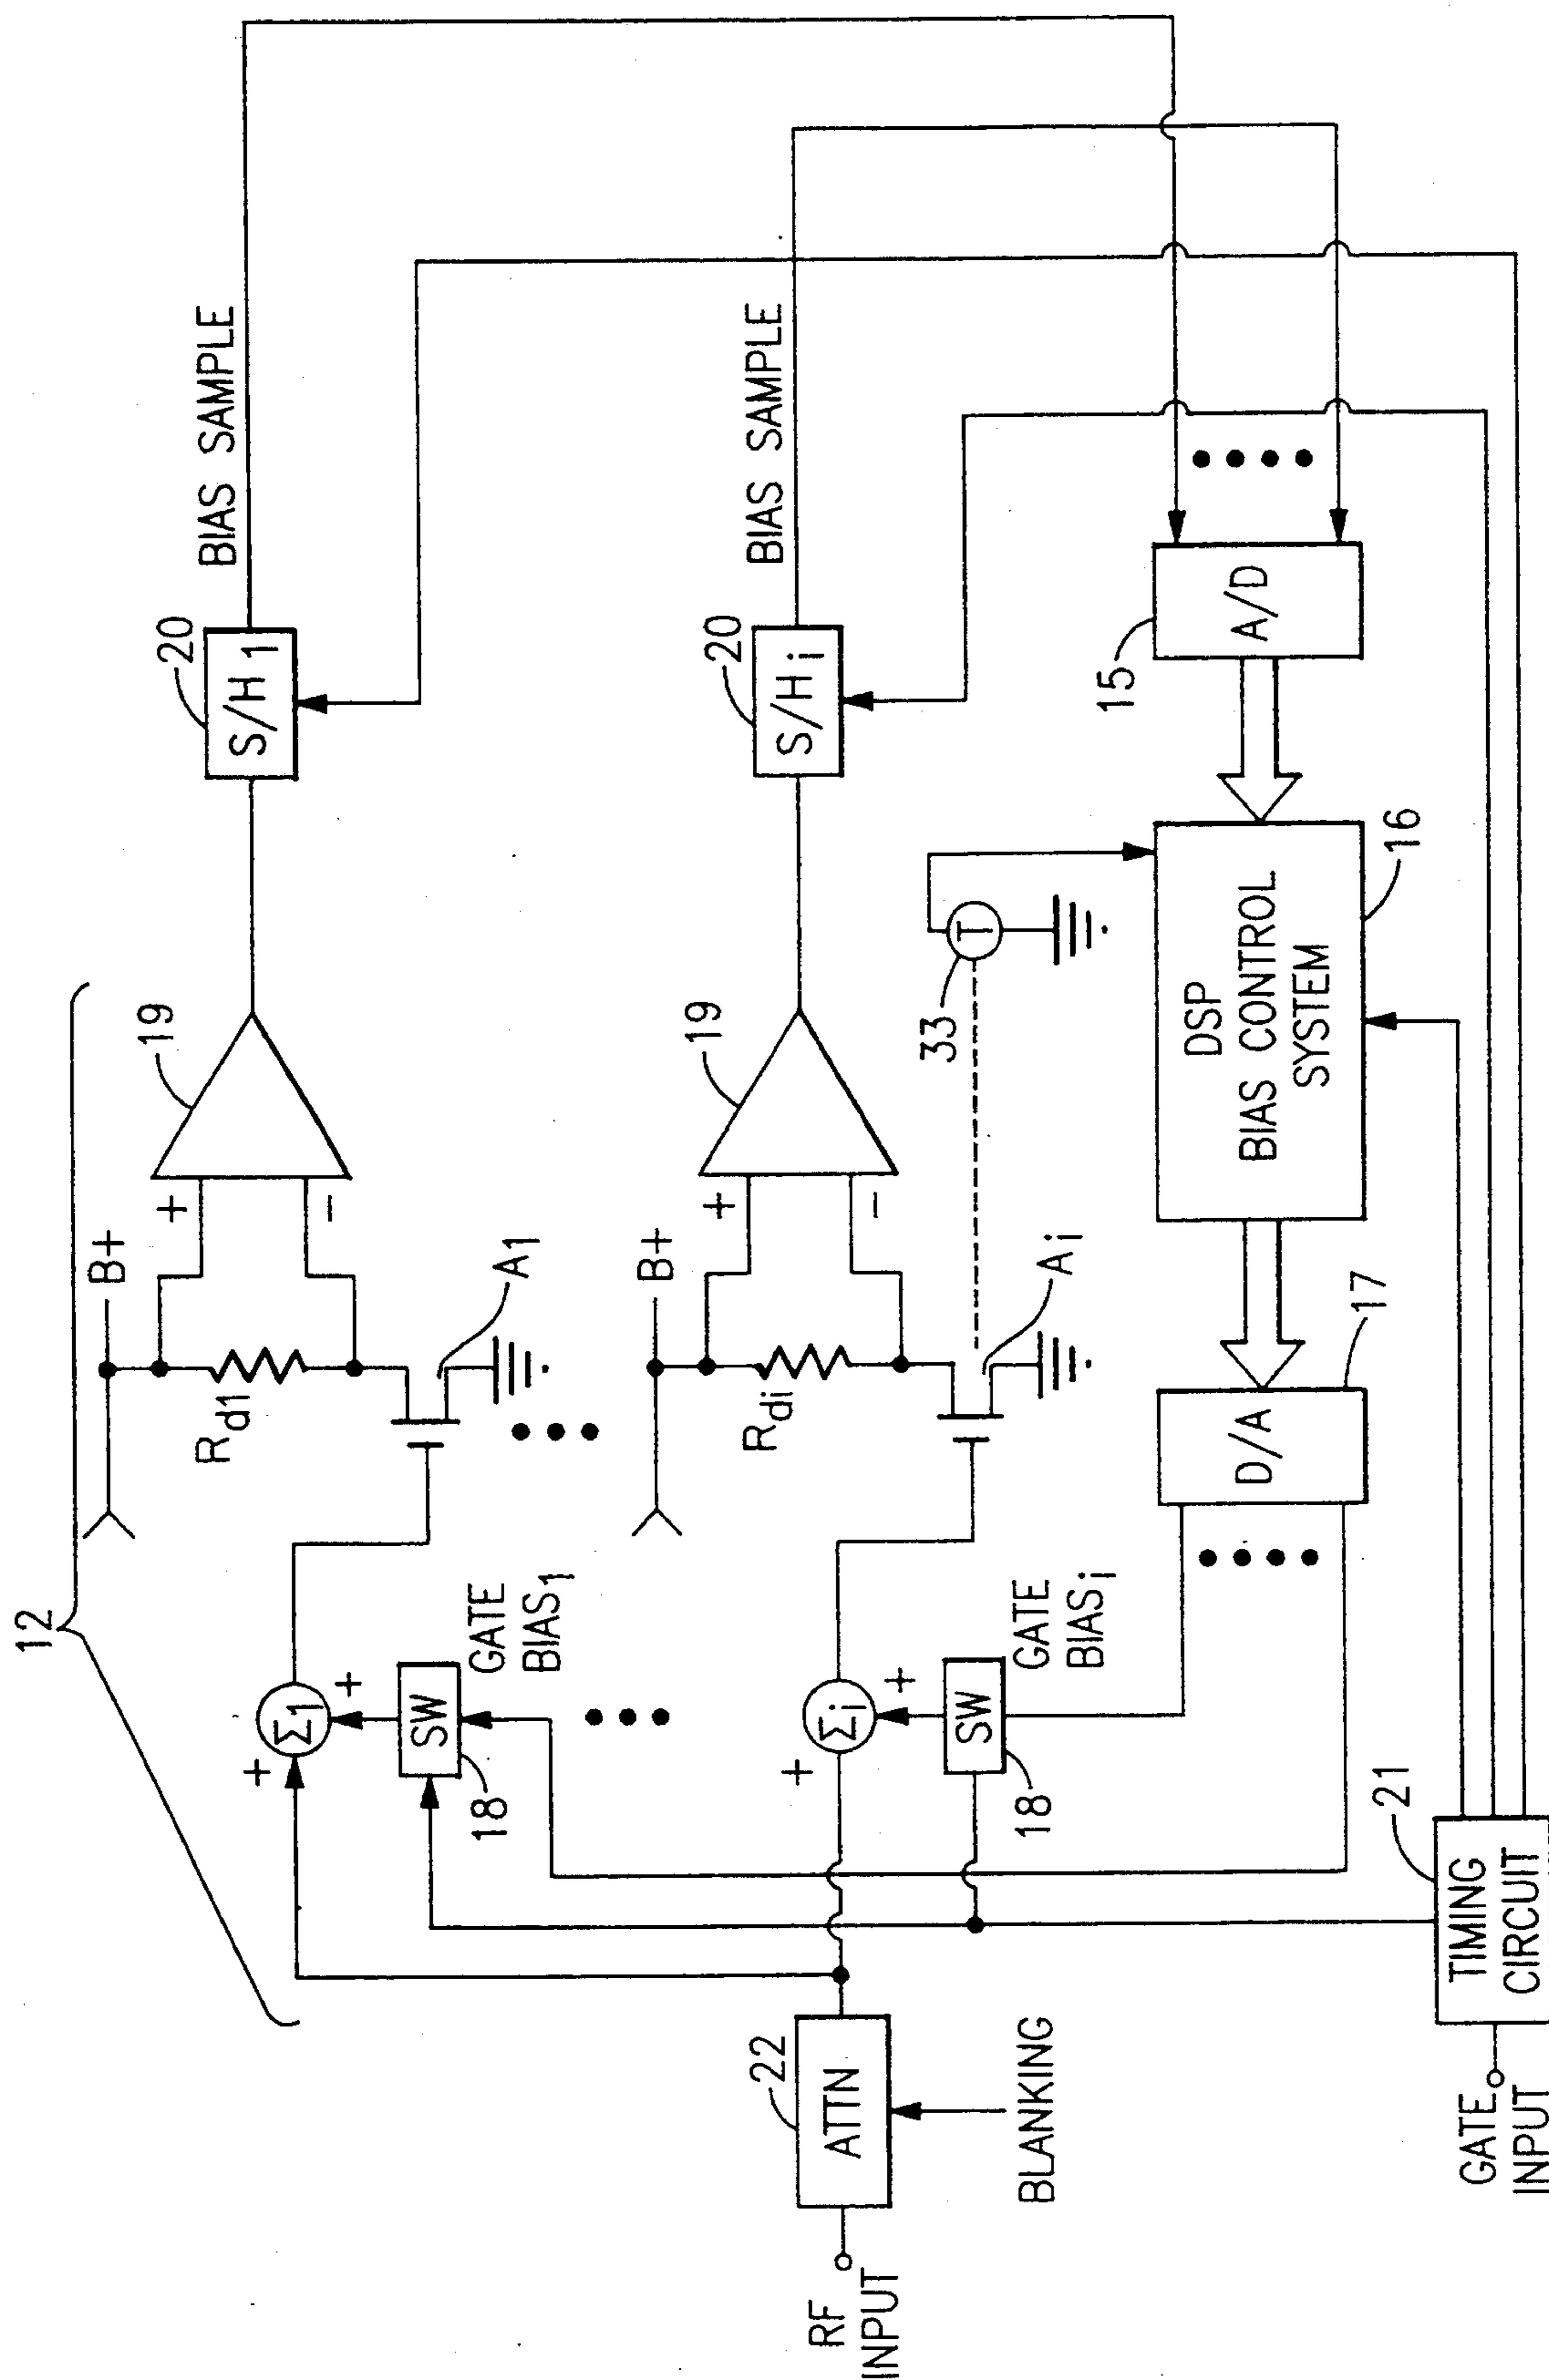 12
B+
Rd1
A1
+
−
19
20
S/H1
BIAS SAMPLE
Σ1
+
+
SW
18
GATE
BIAS1
B+
Rdi
Ai
+
−
19
20
S/Hi
BIAS SAMPLE
Σi
+
+
SW
18
GATE
BIASi
33
T
RF
INPUT
22
ATTN
BLANKING
D/A
17
DSP
BIAS CONTROL
SYSTEM
16
15
A/D
GATE
INPUT
21
TIMING
CIRCUIT